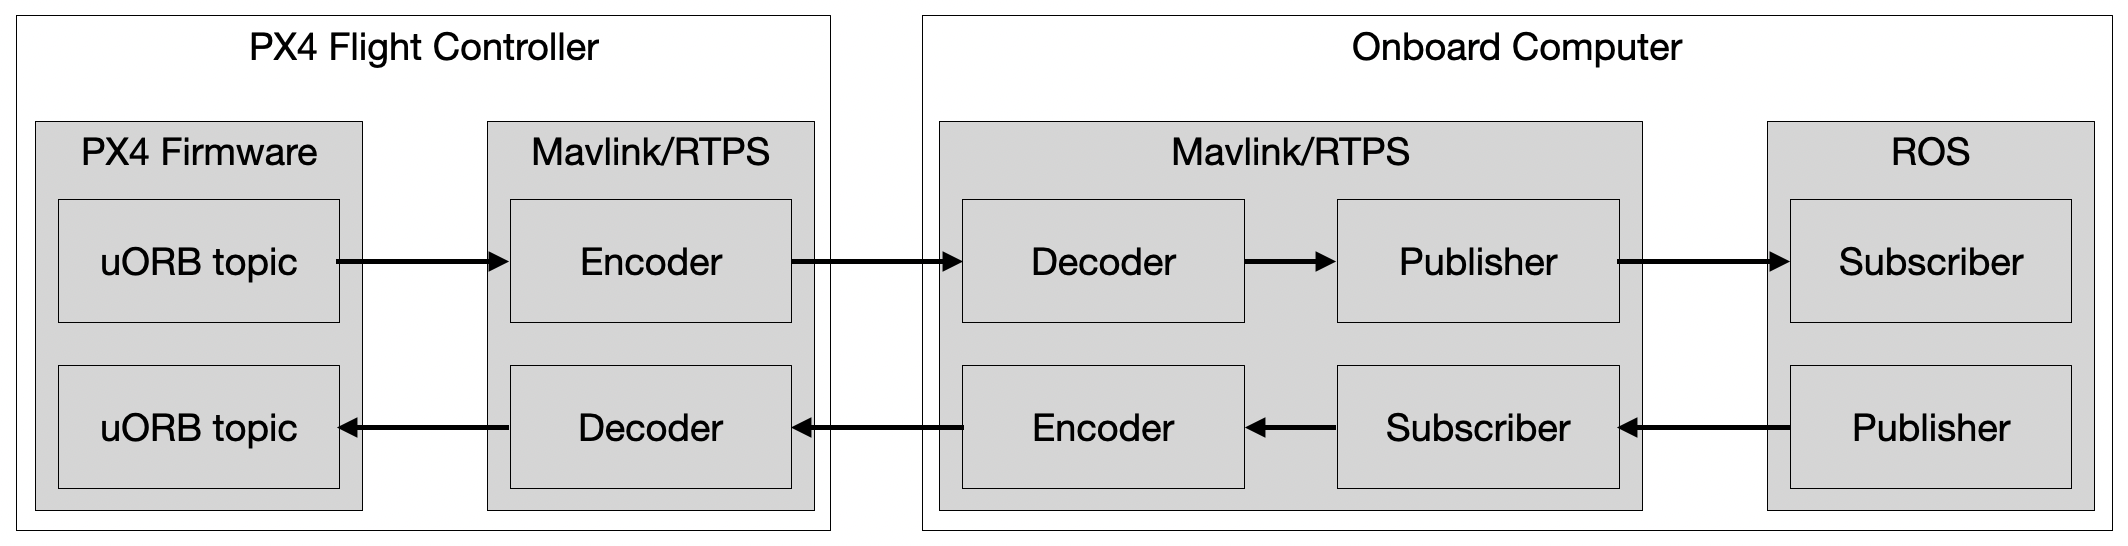 PX4 Flight Controller
Onboard Computer
PX4 Firmware
Mavlink/RTPS
Mavlink/RTPS
ROS
uORB topic
Encoder
Decoder
Publisher
Subscriber
uORB topic
Decoder
Encoder
Subscriber
Publisher